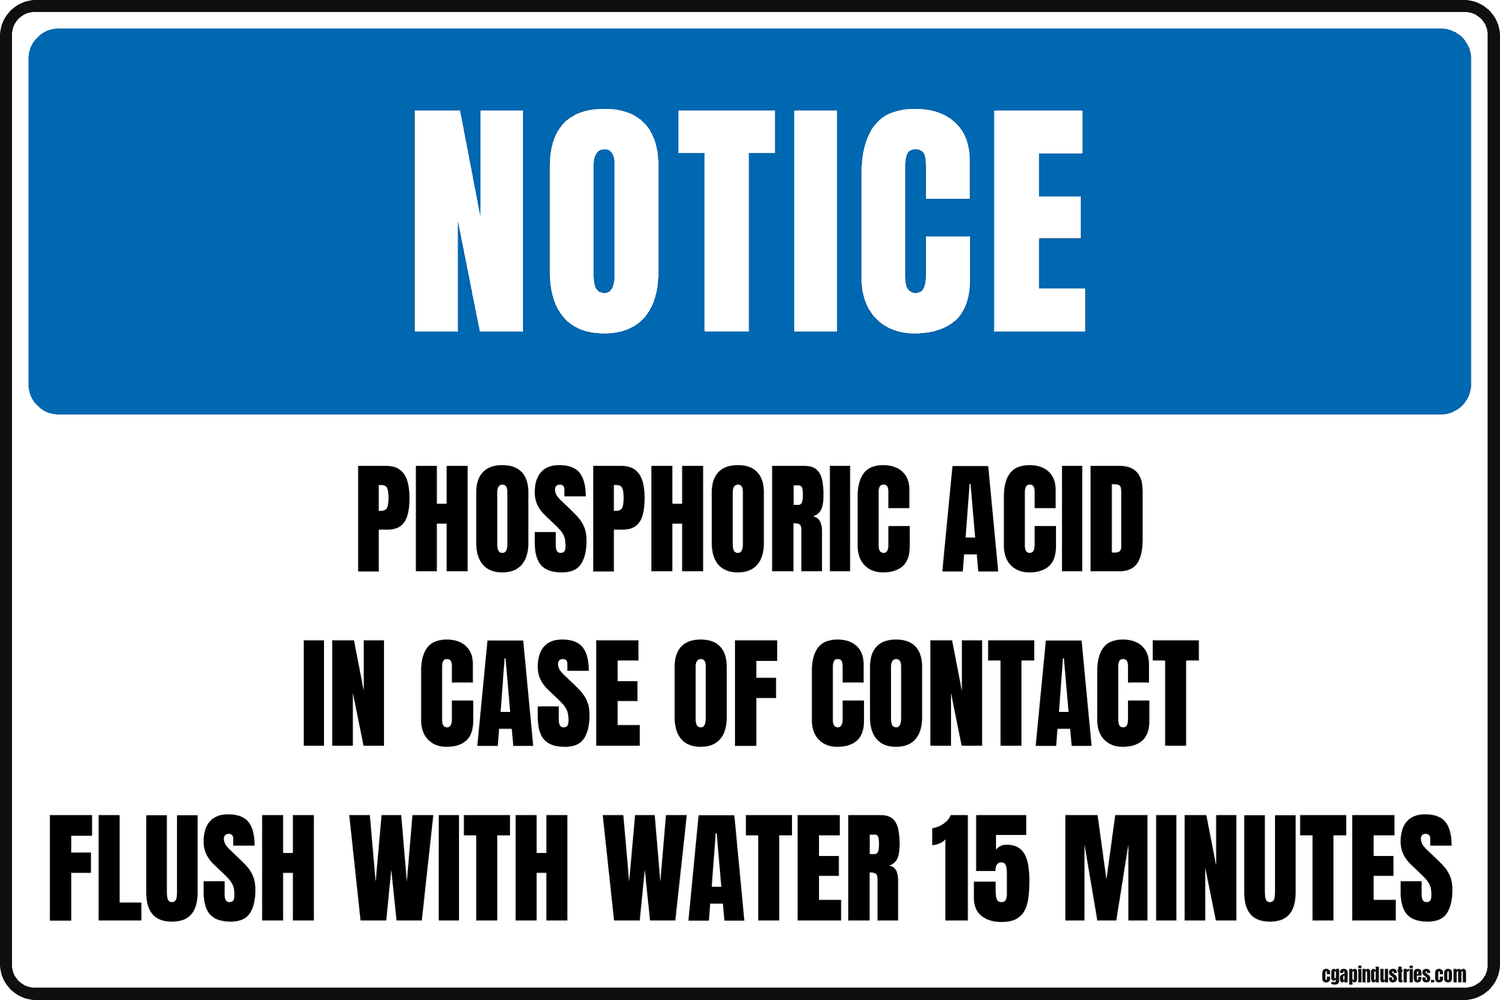 NOTICE
PHOSPHORIC ACID
IN CASE OF CONTACT
FLUSH WITH WATER 15 MINUTES
cgapindustries.com